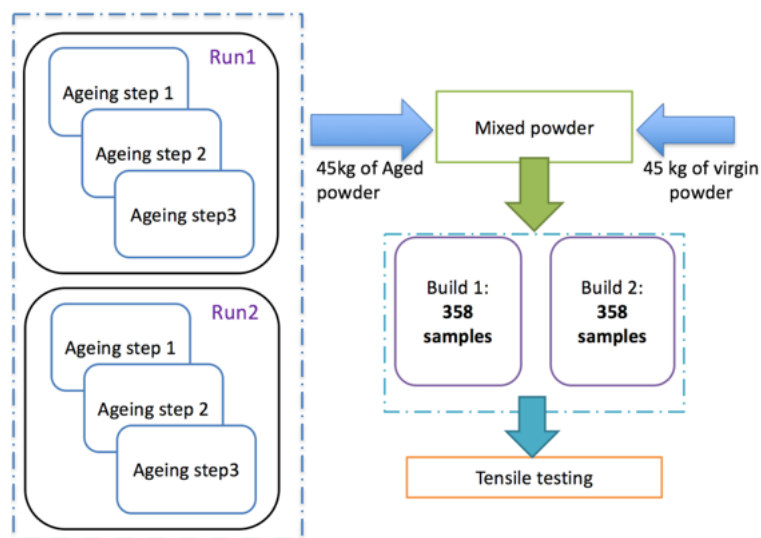 Run1
Ageing step 1
Ageing step 2
Ageing step3
Run2
Ageing step 1
Ageing step 2
Ageing step3
45kg of Aged
powder
Mixed powder
45 kg of virgin
powder
Build 1:
358
samples
Build 2:
358
samples
Tensile testing